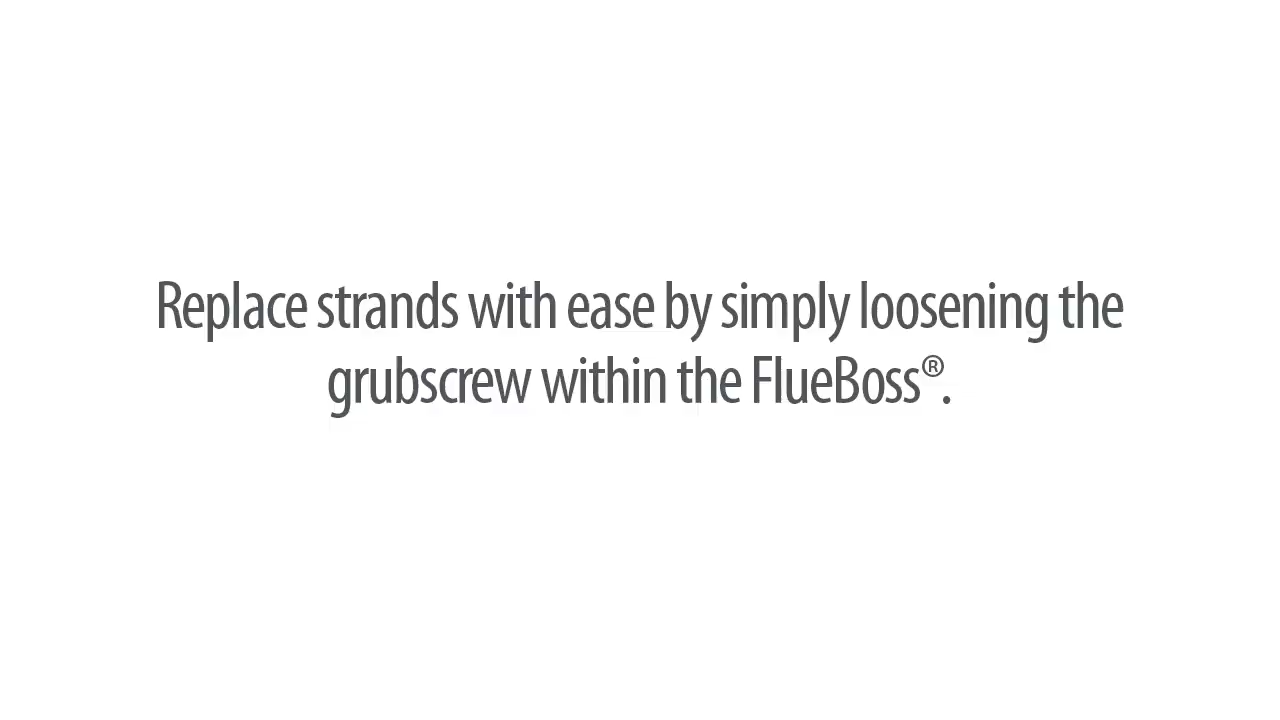 Replace strands with ease by simply loosening the
grubscrew within the FlueBoss®.